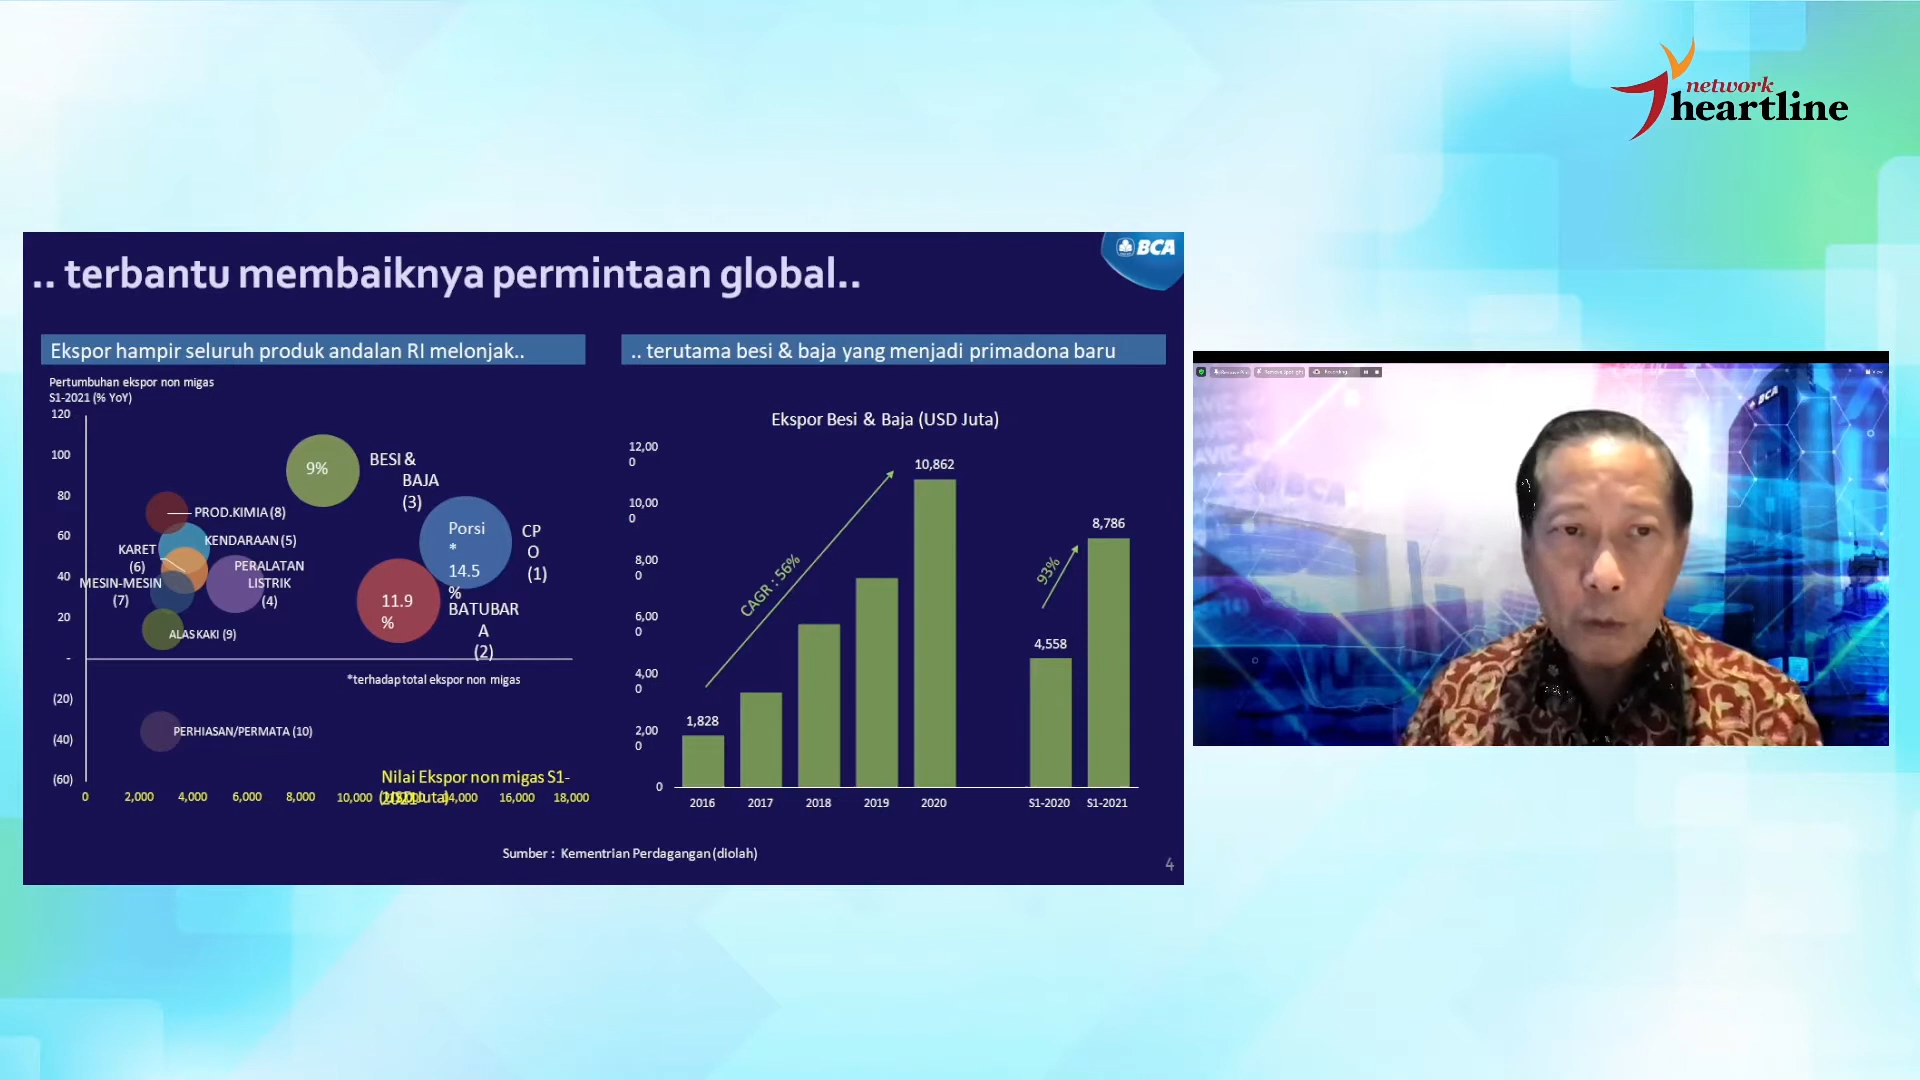 network
heartline
BCA
.. terbantu membaiknya permintaan global..
Ekspor hampir seluruh produk andalan RI melonjak..
Pertumbuhan ekspor non migas
S1-2021 (% YoY)
120
100
80
60
40
20
-
(20)
(40)
(60)
9%
BESI &
BAJA
(3)
PROD.KIMIA (8)
KENDARAAN (5)
KARET
(6)
PERALATAN
LISTRIK
(4)
MESIN-MESIN
(7)
ALAS KAKI (9)
Porsi
*
14.5
%
CP
O
(1)
11.9
%
BATUBAR
A
(2)
*terhadap total ekspor non migas
PERHIASAN/PERMATA (10)
Nilai Ekspor non migas S1-
2021
(USD Juta)
0 2,000 4,000 6,000 8,000 10,000 14,000 16,000 18,000
.. terutama besi & baja yang menjadi primadona baru
Ekspor Besi & Baja (USD Juta)
12,00
0
10,00
0
8,00
0
6,00
0
4,00
0
2,00
0
0
CAGR : 56%
93%
1,828
10,862
4,558
8,786
2016 2017 2018 2019 2020 S1-2020 S1-2021
Sumber : Kementrian Perdagangan (diolah)
4
BCA